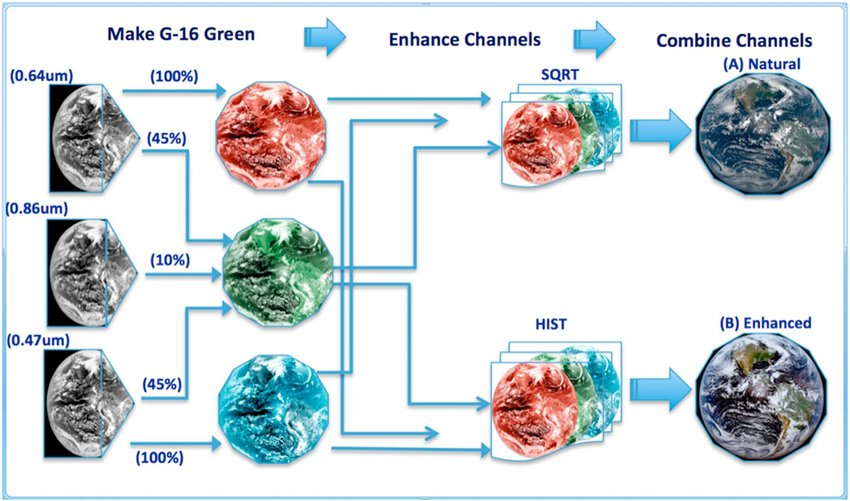 Make G-16 Green
Enhance Channels
Combine Channels
(0.64um)
(100%)
(45%)
SQRT
(A) Natural
(0.86um)
(10%)
(0.47um)
(45%)
(100%)
HIST
(B) Enhanced